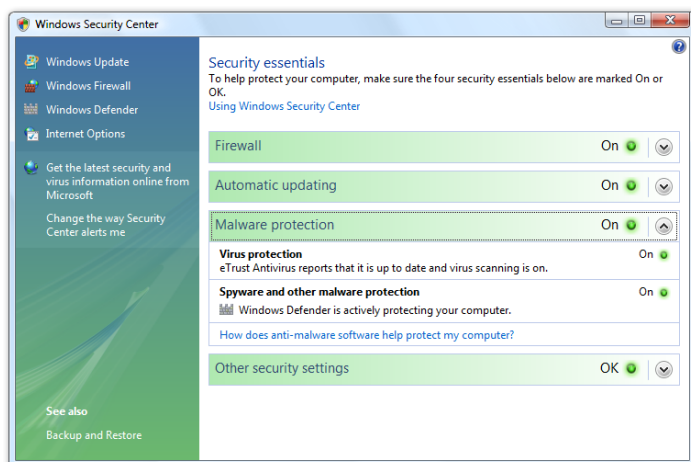 Windows Security Center
Windows Update
Windows Firewall
Windows Defender
Internet Options
Get the latest security and
virus information online from
Microsoft
Change the way Security
Center alerts me
See also
Backup and Restore
Security essentials
To help protect your computer, make sure the four security essentials below are marked On or
OK.
Using Windows Security Center
Firewall On
Automatic updating On
Malware protection On
Virus protection On
eTrust Antivirus reports that it is up to date and virus scanning is on.
Spyware and other malware protection On
Windows Defender is actively protecting your computer.
How does anti-malware software help protect my computer?
Other security settings OK